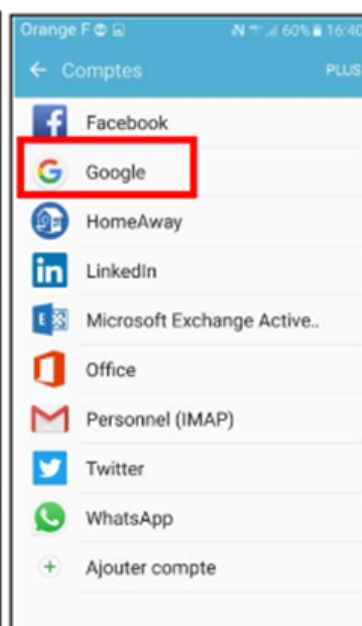 Orange F 60% 16:40
Comptes PLUS
Facebook
Google
HomeAway
LinkedIn
Microsoft Exchange Active..
Office
Personnel (IMAP)
Twitter
WhatsApp
Ajouter compte